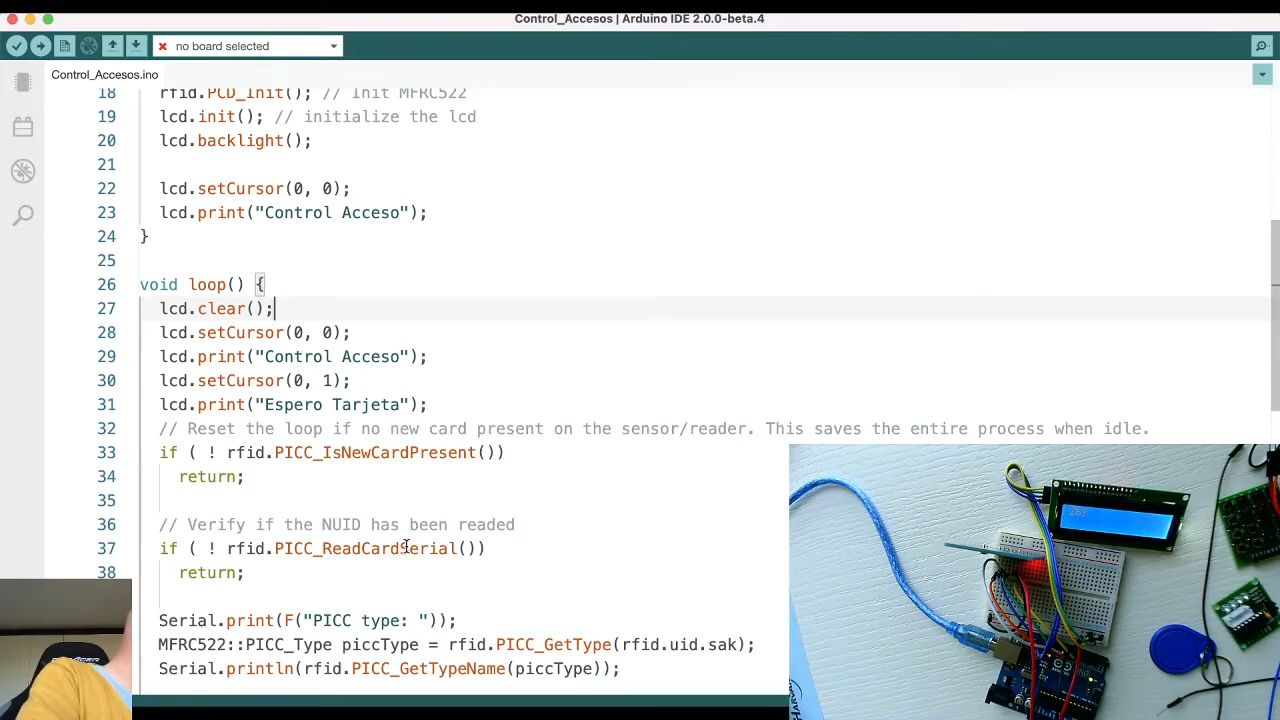 Control_Accesos | Arduino IDE 2.0.0-beta.4
no board selected
Control_Accesos.ino
18 rfid.PCD_Init(); // Init MFRC522
19 lcd.init(); // initialize the lcd
20 lcd.backlight();
21
22 lcd.setCursor(0, 0);
23 lcd.print("Control Acceso");
24 }
25
26 void loop() {
27 lcd.clear();
28 lcd.setCursor(0, 0);
29 lcd.print("Control Acceso");
30 lcd.setCursor(0, 1);
31 lcd.print("Espero Tarjeta");
32 // Reset the loop if no new card present on the sensor/reader. This saves the entire process when idle.
33 if ( ! rfid.PICC_IsNewCardPresent())
34 return;
35
36 // Verify if the NUID has been readed
37 if ( ! rfid.PICC_ReadCardSerial())
38 return;
Serial.print(F("PICC type: "));
MFRC522::PICC_Type piccType = rfid.PICC_GetType(rfid.uid.sak);
Serial.println(rfid.PICC_GetTypeName(piccType));